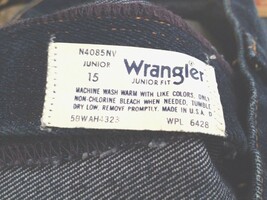 N4085NV
JUNIOR
15
Wrangler
JUNIOR FIT
MACHINE WASH WARM WITH LIKE COLORS, ONLY
NON-CHLORINE BLEACH WHEN NEEDED, TUMBLE
DRY LOW. REMOVE PROMPTLY. MADE IN U.S.A.
WPL 6428